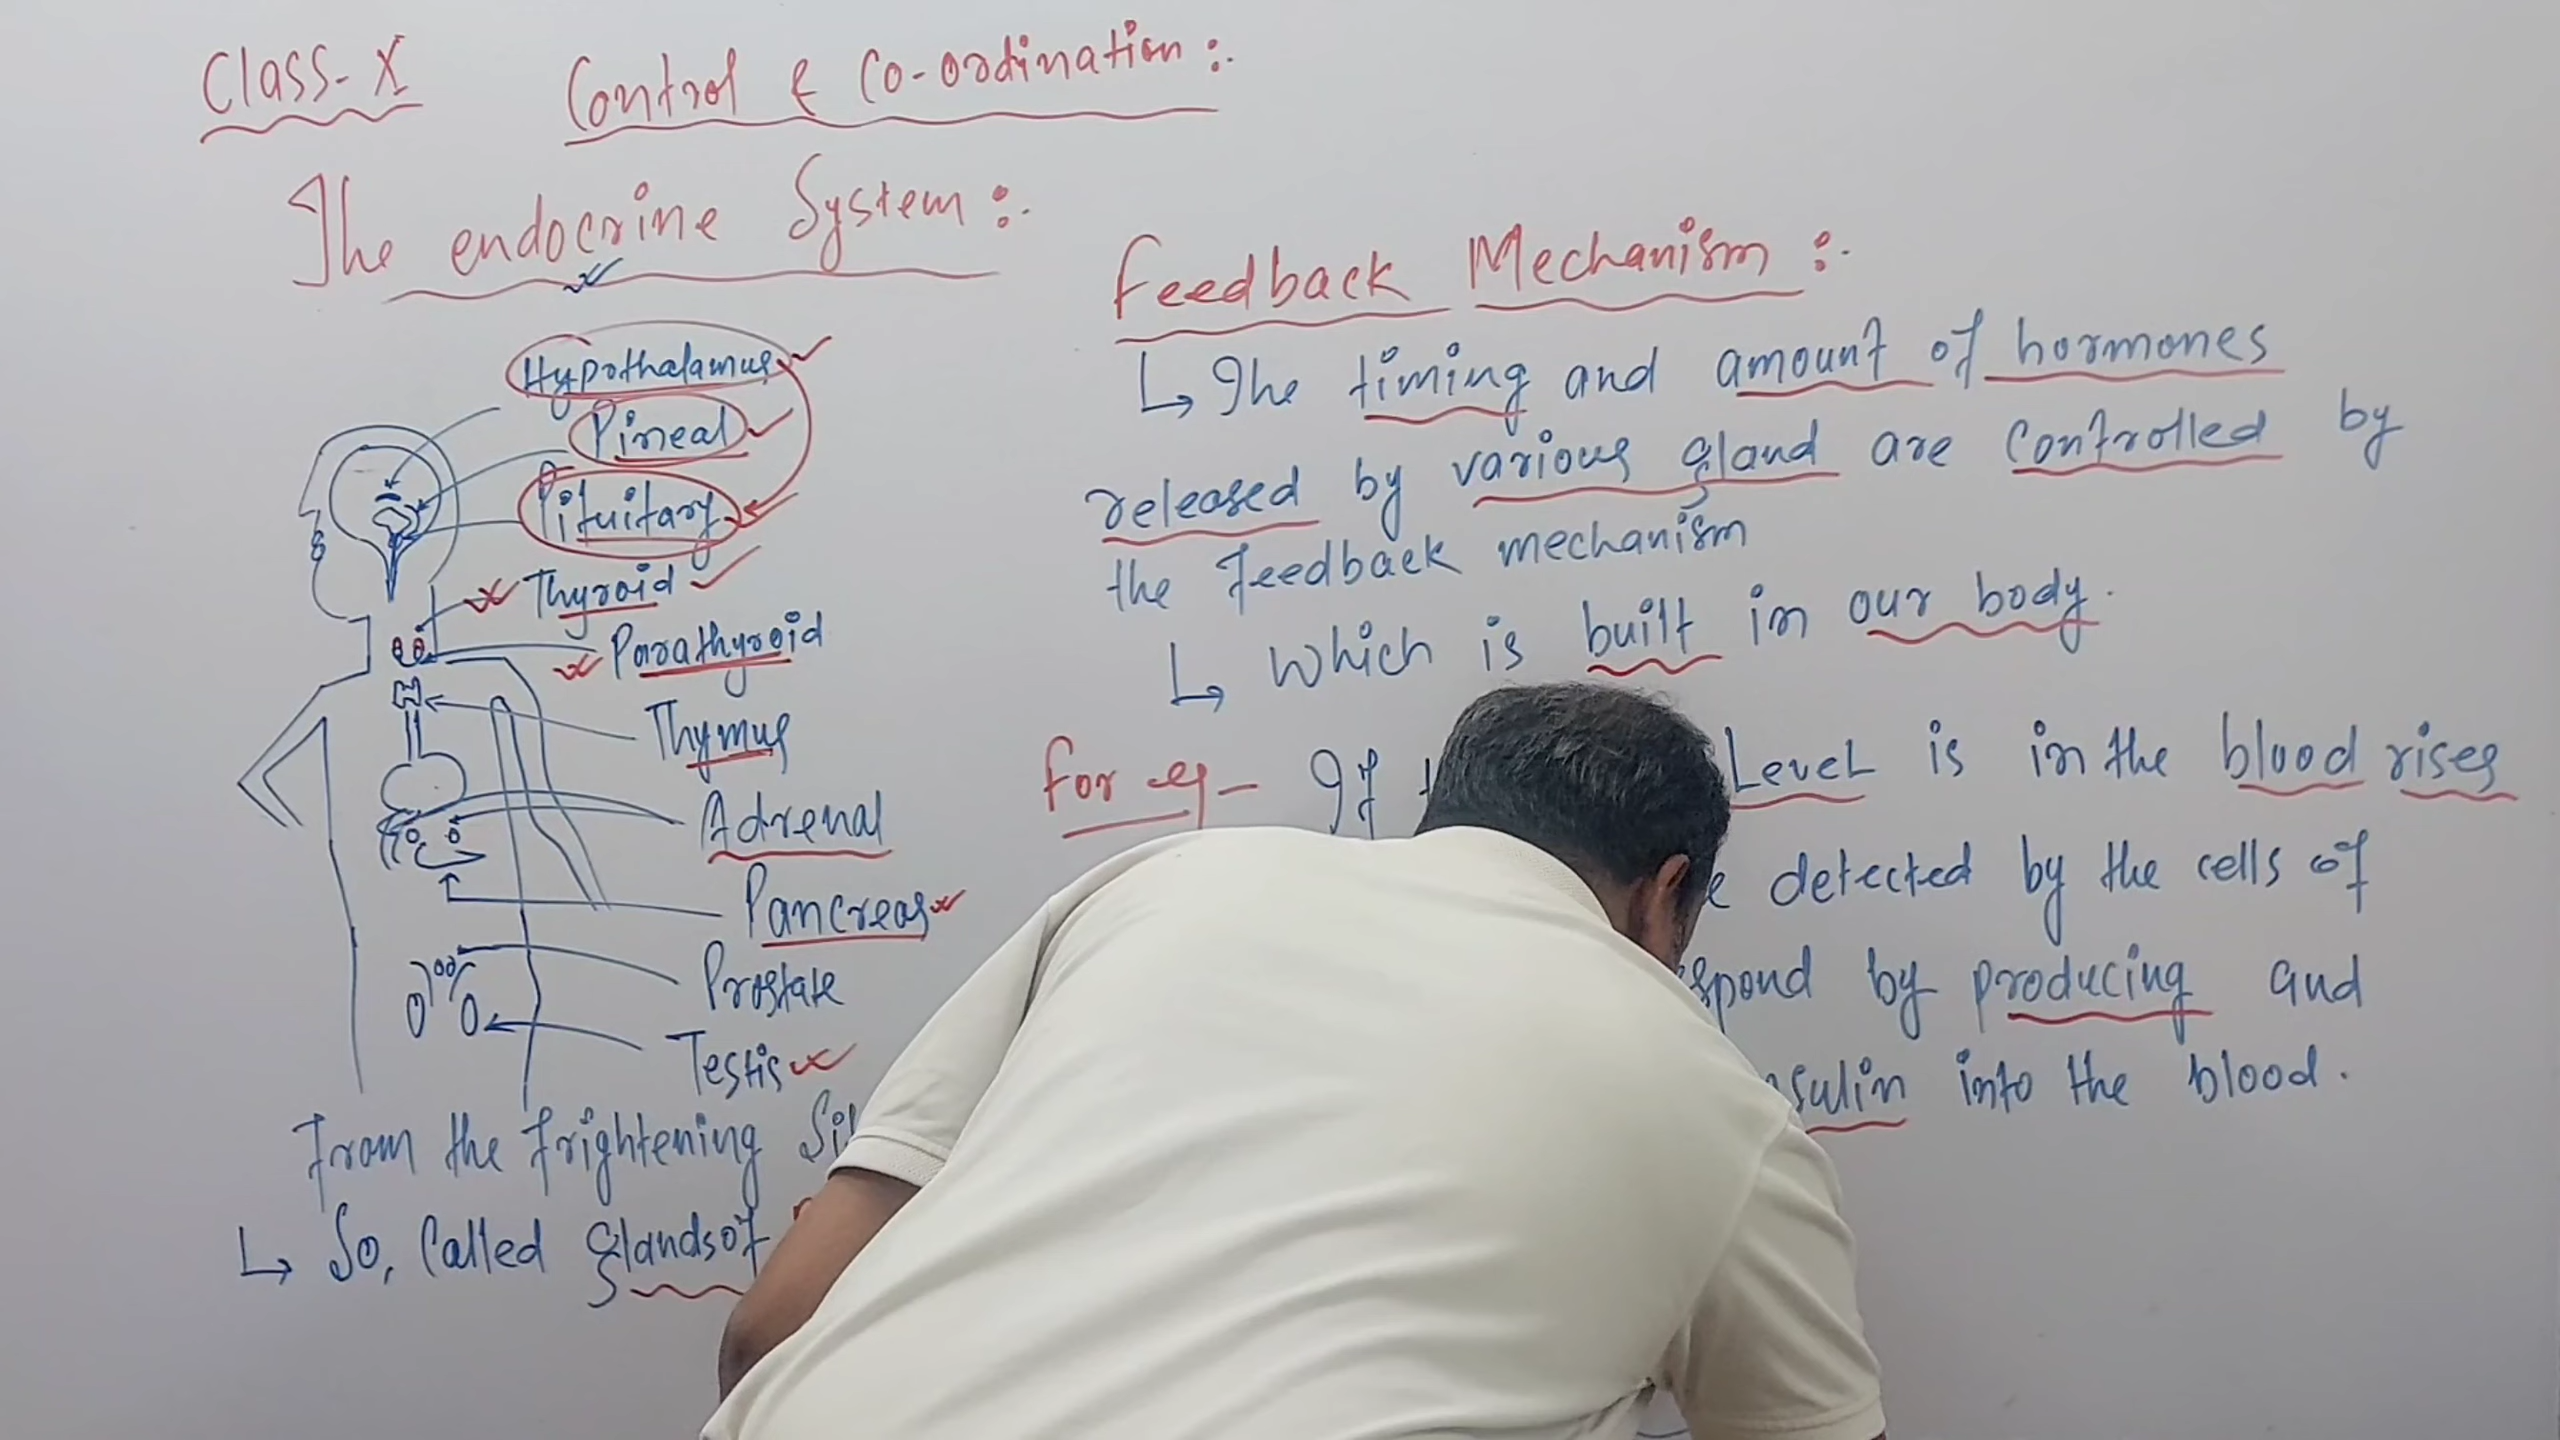 Class-X Control & Co-ordination :-
The endocrine System :-
Hypothalamus
Pineal
Pituitary
Thyroid
Parathyroid
Thymus
Adrenal
Pancreas
Prostate
Testis
from the frightening
↳ So, Called glands of
Feedback Mechanism :-
↳ The timing and amount of hormones
released by various gland are Controlled by
the feedback mechanism
↳ which is built in our body.
For eg - If Level is in the blood rises
detected by the cells of
by producing and
into the blood.